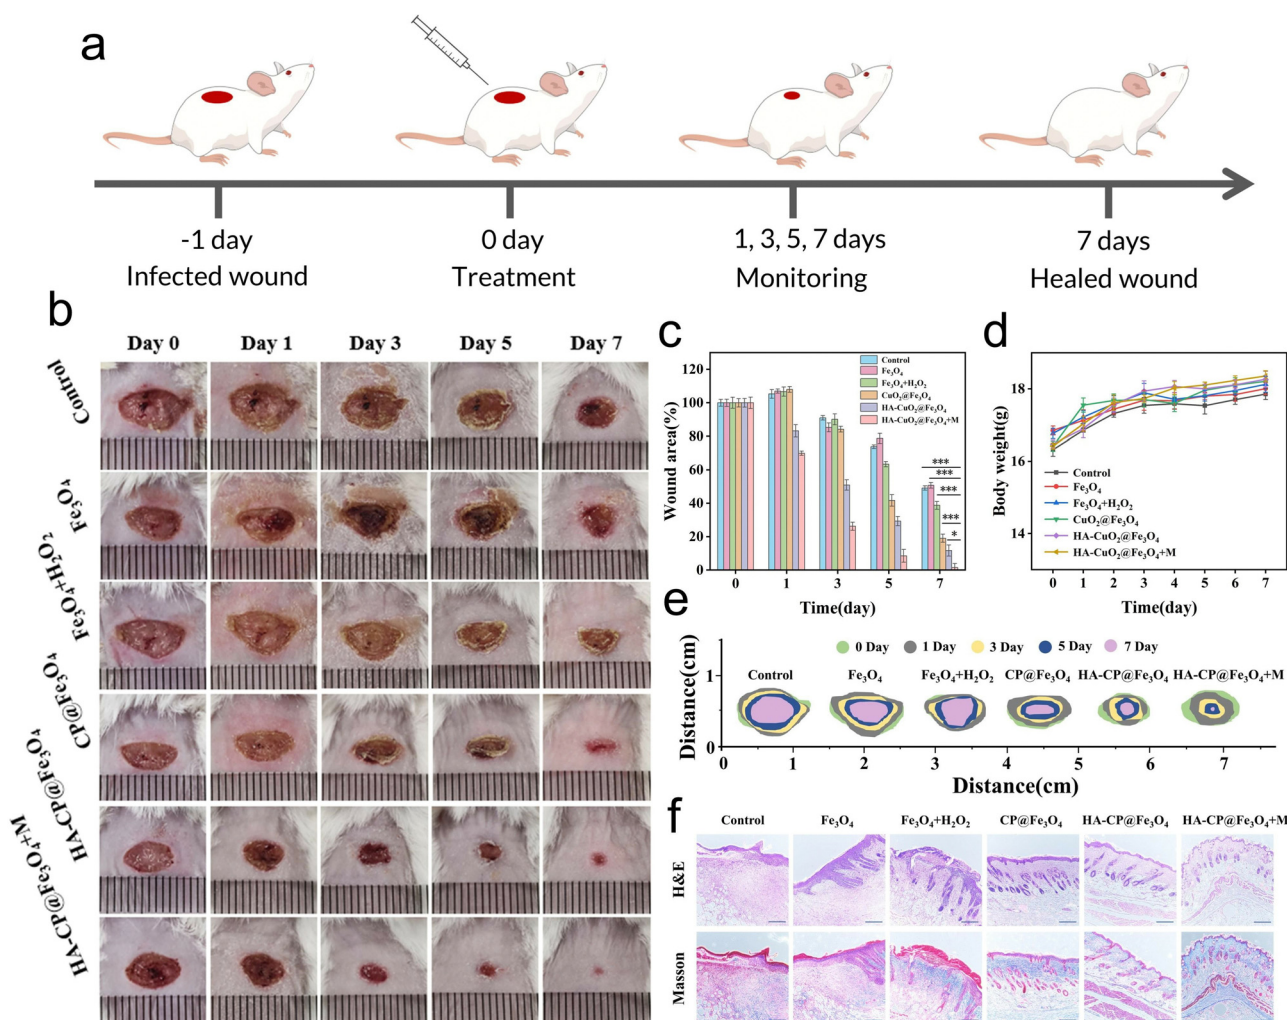 a
-1 day
0 day
1, 3, 5, 7 days
7 days
Infected wound
Treatment
Monitoring
Healed wound
b
Day 0 Day 1 Day 3 Day 5 Day 7
Control
Fe₃O₄
Fe₃O₄+H₂O₂
CP@Fe₃O₄
HA-CP@Fe₃O₄
HA-CP@Fe₃O₄+M
c
Wound area(%)
120
100
80
60
40
20
0
Control
Fe₃O₄
Fe₃O₄+H₂O₂
CuO₂@Fe₃O₄
HA-CuO₂@Fe₃O₄
HA-CuO₂@Fe₃O₄+M
***
***
***
***
*
0 1 3 5 7
Time(day)
d
Body weight(g)
18
16
14
Control
Fe₃O₄
Fe₃O₄+H₂O₂
CuO₂@Fe₃O₄
HA-CuO₂@Fe₃O₄
HA-CuO₂@Fe₃O₄+M
0 1 2 3 4 5 6 7
Time(day)
e
0 Day 1 Day 3 Day 5 Day 7 Day
Control Fe₃O₄ Fe₃O₄+H₂O₂ CP@Fe₃O₄ HA-CP@Fe₃O₄ HA-CP@Fe₃O₄+M
Distance(cm)
1
0
0 1 2 3 4 5 6 7
Distance(cm)
f
Control Fe₃O₄ Fe₃O₄+H₂O₂ CP@Fe₃O₄ HA-CP@Fe₃O₄ HA-CP@Fe₃O₄+M
H&E
Masson